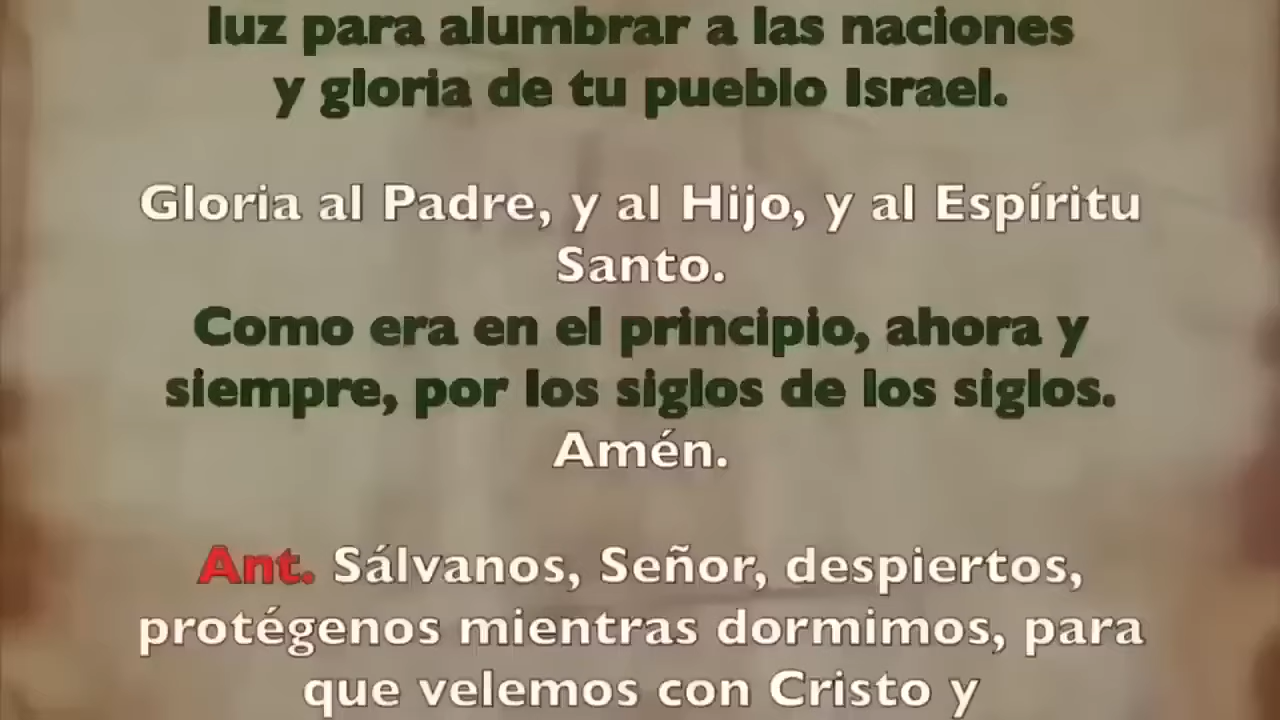 luz para alumbrar a las naciones
y gloria de tu pueblo Israel.
Gloria al Padre, y al Hijo, y al Espíritu
Santo.
Como era en el principio, ahora y
siempre, por los siglos de los siglos.
Amén.
Ant. Sálvanos, Señor, despiertos,
protégenos mientras dormimos, para
que velemos con Cristo y